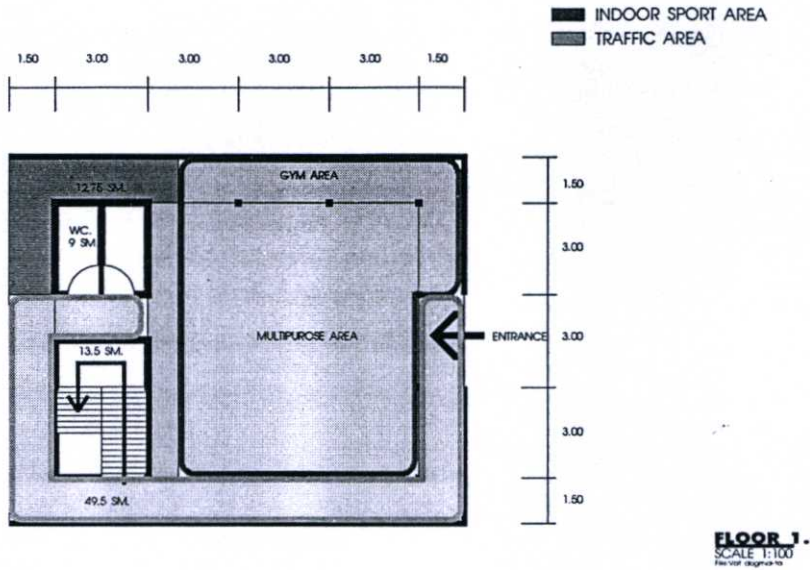 INDOOR SPORT AREA
TRAFFIC AREA
1.50 3.00 3.00 3.00 3.00 1.50
GYM AREA
12.75 SM.
1.50
WC.
9 SM.
3.00
MULTIPUROSE AREA
ENTRANCE
3.00
13.5 SM.
3.00
49.5 SM.
1.50
FLOOR 1.
SCALE 1:100